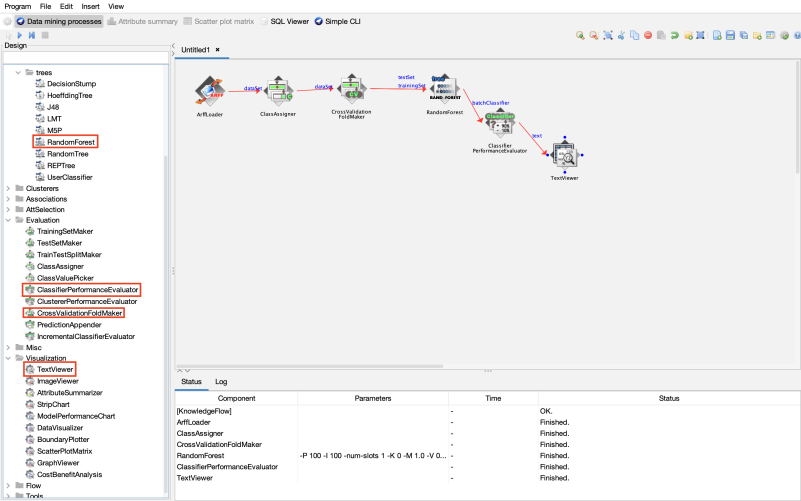 Program File Edit Insert View
Data mining processes Attribute summary Scatter plot matrix SQL Viewer Simple CLI
Design
trees
DecisionStump
HoeffdingTree
J48
LMT
M5P
RandomForest
RandomTree
REPTree
UserClassifier
Clusterers
Associations
AttSelection
Evaluation
TrainingSetMaker
TestSetMaker
TrainTestSplitMaker
ClassAssigner
ClassValuePicker
ClassifierPerformanceEvaluator
ClustererPerformanceEvaluator
CrossValidationFoldMaker
PredictionAppender
IncrementalClassifierEvaluator
Misc
Visualization
TextViewer
ImageViewer
AttributeSummarizer
StripChart
ModelPerformanceChart
DataVisualizer
BoundaryPlotter
ScatterPlotMatrix
GraphViewer
CostBenefitAnalysis
Flow
Tools
Untitled1
ARFF
ArffLoader
dataSet
ClassAssigner
dataSet
CrossValidation
FoldMaker
testSet
trainingSet
RAND_FOREST
RandomForest
batchClassifier
Classifier
Classifier
PerformanceEvaluator
text
TextViewer
Status Log
Component Parameters Time Status
[KnowledgeFlow] - OK.
ArffLoader - Finished.
ClassAssigner - Finished.
CrossValidationFoldMaker - Finished.
RandomForest -P 100 -I 100 -num-slots 1 -K 0 -M 1.0 -V 0... - Finished.
ClassifierPerformanceEvaluator - Finished.
TextViewer - Finished.